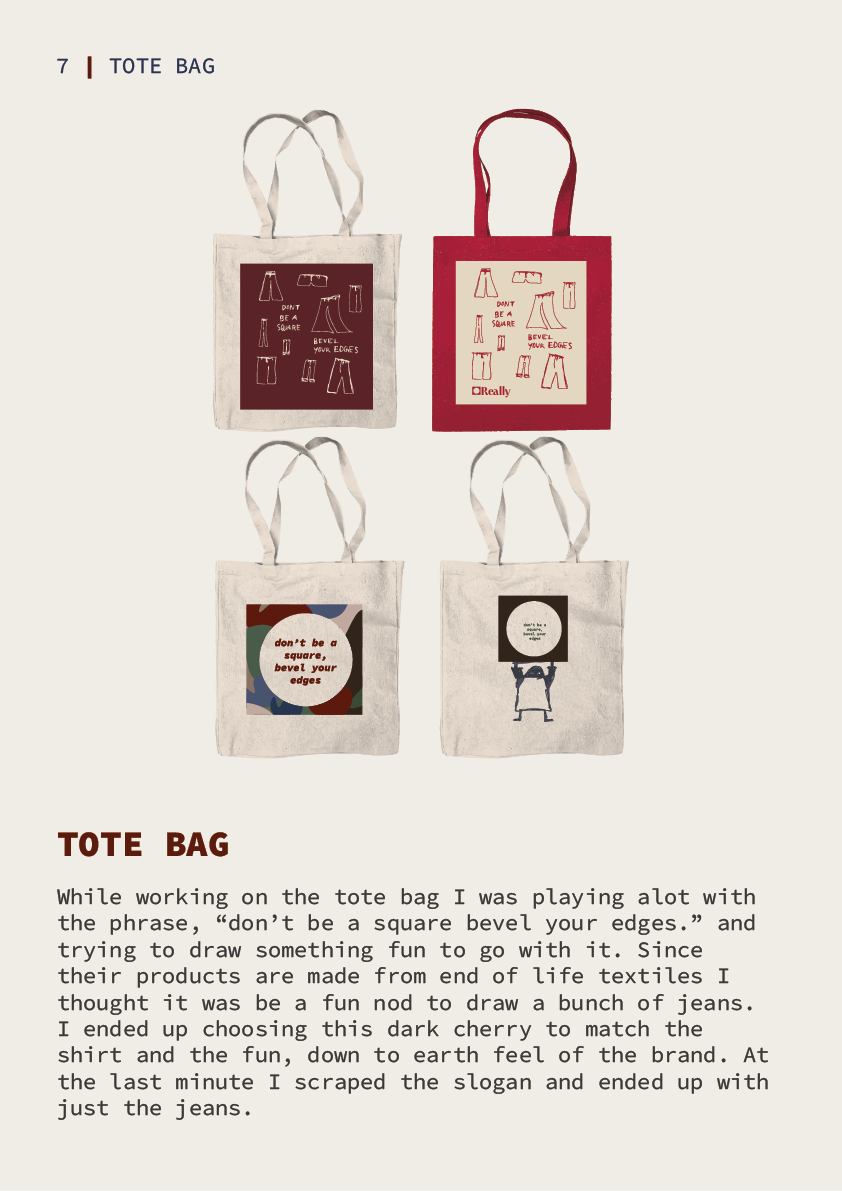 7 | TOTE BAG
DONT
BE A
SQUARE
BEVEL
YOUR EDGES
DONT
BE A
SQUARE
BEVEL
YOUR EDGES
Really
don't be a
square,
bevel your
edges
don't be a
square,
bevel your
edges
TOTE BAG
While working on the tote bag I was playing alot with
the phrase, “don’t be a square bevel your edges.” and
trying to draw something fun to go with it. Since
their products are made from end of life textiles I
thought it was be a fun nod to draw a bunch of jeans.
I ended up choosing this dark cherry to match the
shirt and the fun, down to earth feel of the brand. At
the last minute I scraped the slogan and ended up with
just the jeans.